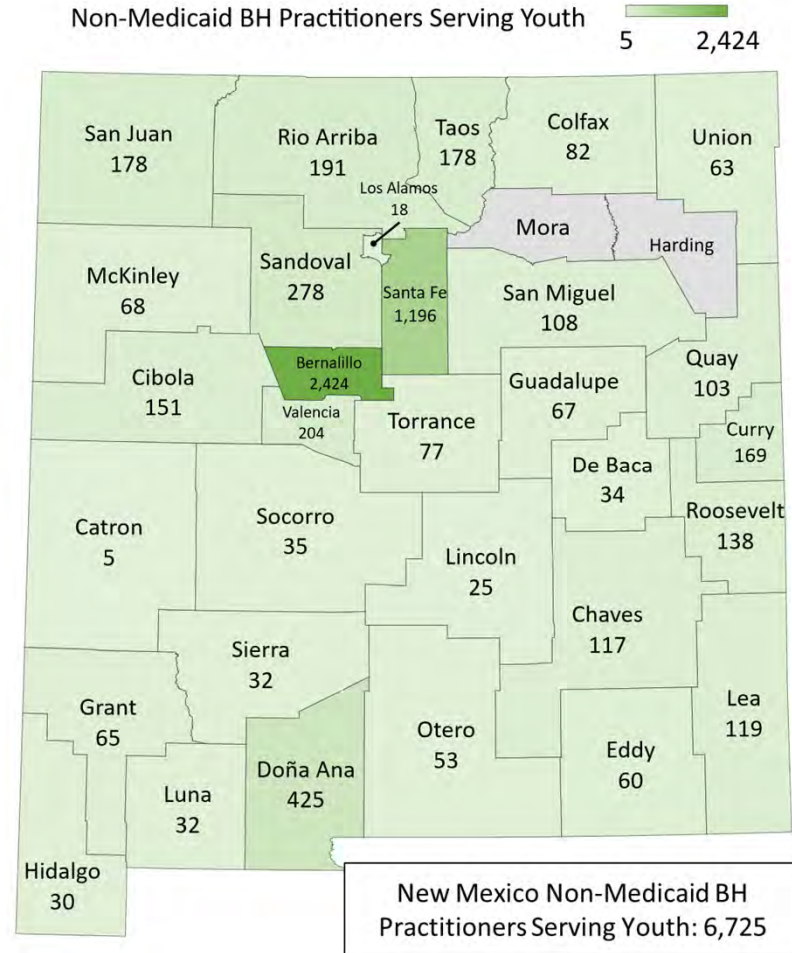 Non-Medicaid BH Practitioners Serving Youth
5 2,424
San Juan
178
Rio Arriba
191
Taos
178
Colfax
82
Union
63
Los Alamos
18
Mora
Harding
McKinley
68
Sandoval
278
Santa Fe
1,196
San Miguel
108
Cibola
151
Bernalillo
2,424
Valencia
204
Torrance
77
Guadalupe
67
Quay
103
Curry
169
De Baca
34
Roosevelt
138
Catron
5
Socorro
35
Lincoln
25
Chaves
117
Sierra
32
Grant
65
Lea
119
Otero
53
Eddy
60
Doña Ana
425
Luna
32
Hidalgo
30
New Mexico Non-Medicaid BH
Practitioners Serving Youth: 6,725